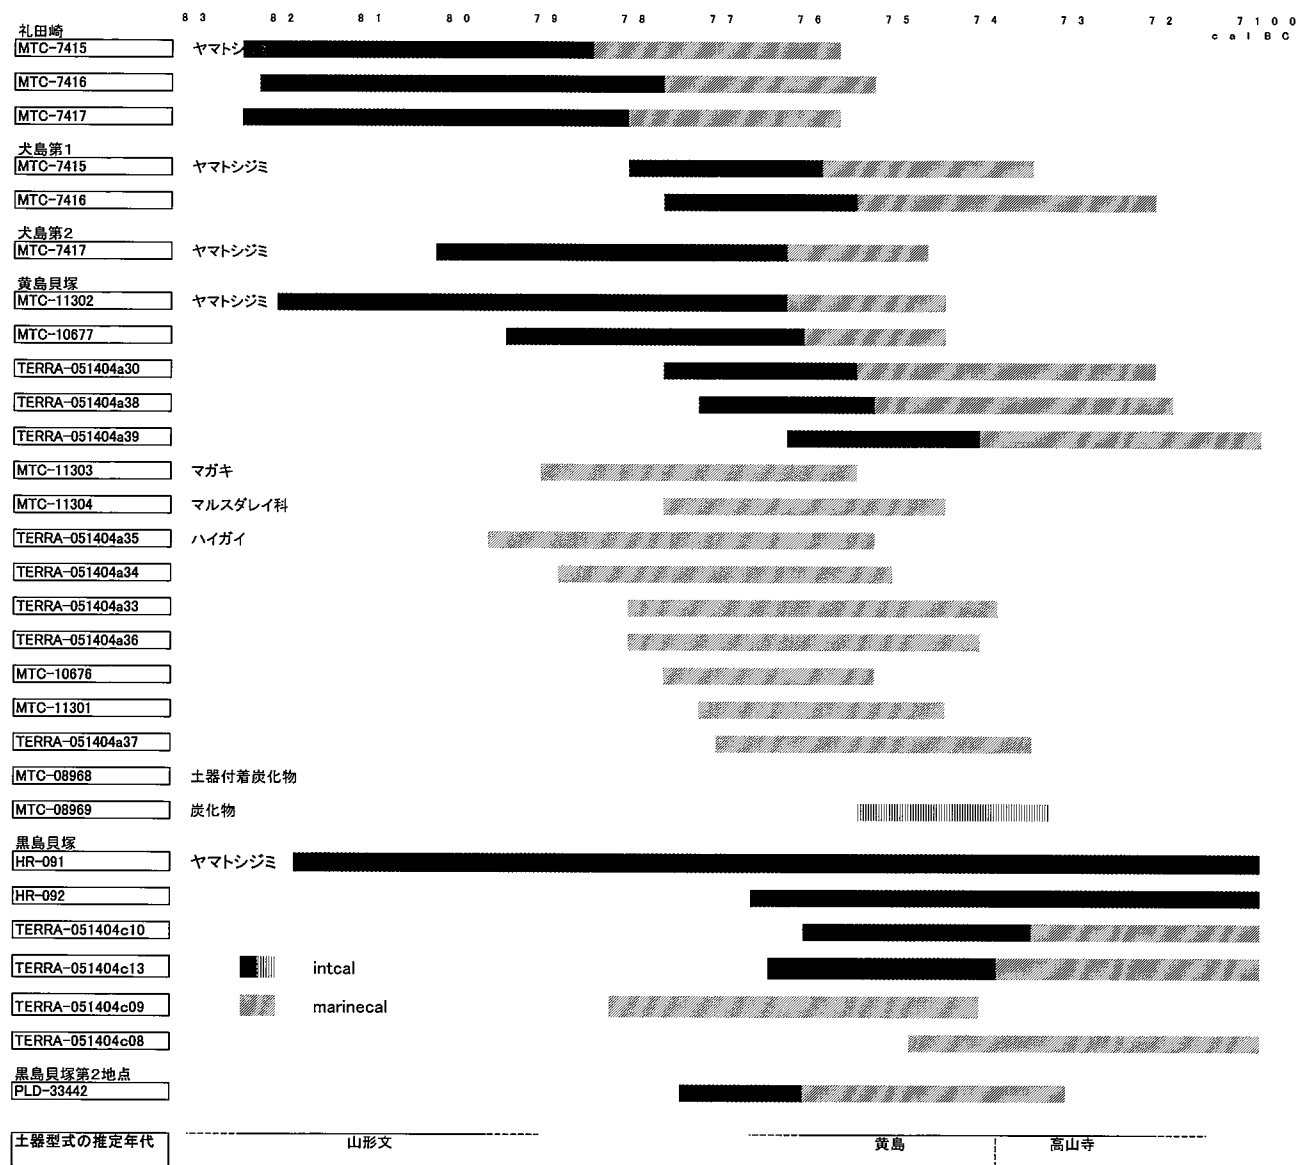 83 82 81 80 79 78 77 76 75 74 73 72 7100
calBC
礼田崎
MTC-7415 ヤマトシジミ
MTC-7416
MTC-7417
犬島第1
MTC-7415 ヤマトシジミ
MTC-7416
犬島第2
MTC-7417 ヤマトシジミ
黄島貝塚
MTC-11302 ヤマトシジミ
MTC-10677
TERRA-051404a30
TERRA-051404a38
TERRA-051404a39
MTC-11303 マガキ
MTC-11304 マルスダレイ科
TERRA-051404a35 ハイガイ
TERRA-051404a34
TERRA-051404a33
TERRA-051404a36
MTC-10676
MTC-11301
TERRA-051404a37
MTC-08968 土器付着炭化物
MTC-08969 炭化物
黒島貝塚
HR-091 ヤマトシジミ
HR-092
TERRA-051404c10
TERRA-051404c13 intcal
TERRA-051404c09 marinecal
TERRA-051404c08
黒島貝塚第2地点
PLD-33442
土器型式の推定年代 山形文 黄島 高山寺